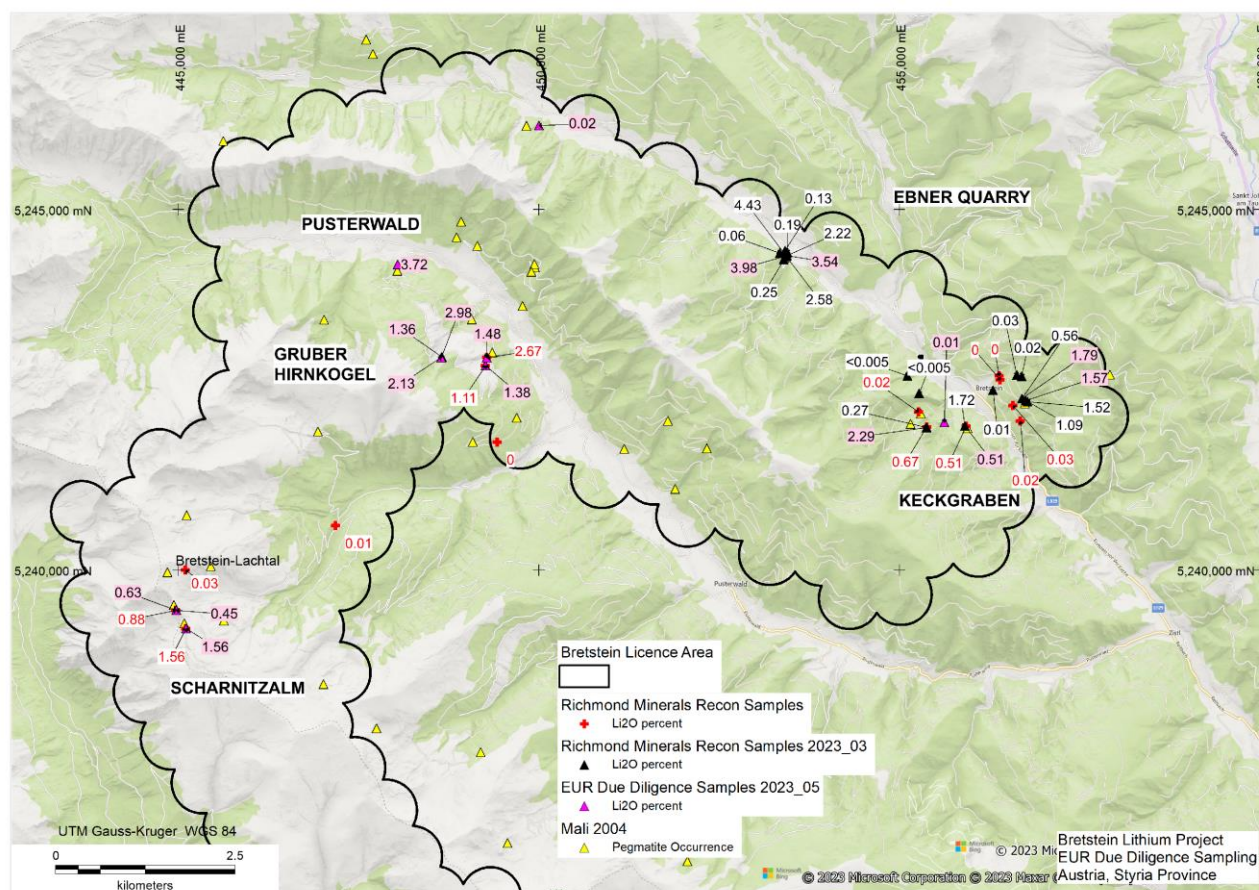 445,000 mE
450,000 mE
455,000 mE
0.02
5,245,000 mN
5,245,000 mN
EBNER QUARRY
PUSTERWALD
4.43
0.13
0.19
0.06
2.22
3.98
3.54
0.25
2.58
3.72
2.98
1.36
1.48
2.67
2.13
1.38
1.11
GRUBER
HIRNKOGEL
0.03
0.56
0.01
0
0
0.02
1.79
<0.005
<0.005
1.57
0.02
Bretstein
1.72
1.52
0.27
1.09
2.29
0.01
0.67
0.51
0.51
0.03
0.02
KECKGRABEN
0
0.01
Bretstein-Lachtal
0.03
5,240,000 mN
5,240,000 mN
0.63
0.45
0.88
1.56
1.56
SCHARNITZALM
Pusterwald
Zistl
Bretstein Licence Area
Richmond Minerals Recon Samples
Li2O percent
Richmond Minerals Recon Samples 2023_03
Li2O percent
EUR Due Diligence Samples 2023_05
Li2O percent
Mali 2004
Pegmatite Occurrence
UTM Gauss-Kruger WGS 84
0 2.5
kilometers
Microsoft
Bing
© 2023 Microsoft Corporation © 2023 Maxar
Bretstein Lithium Project
EUR Due Diligence Sampling
Austria, Styria Province